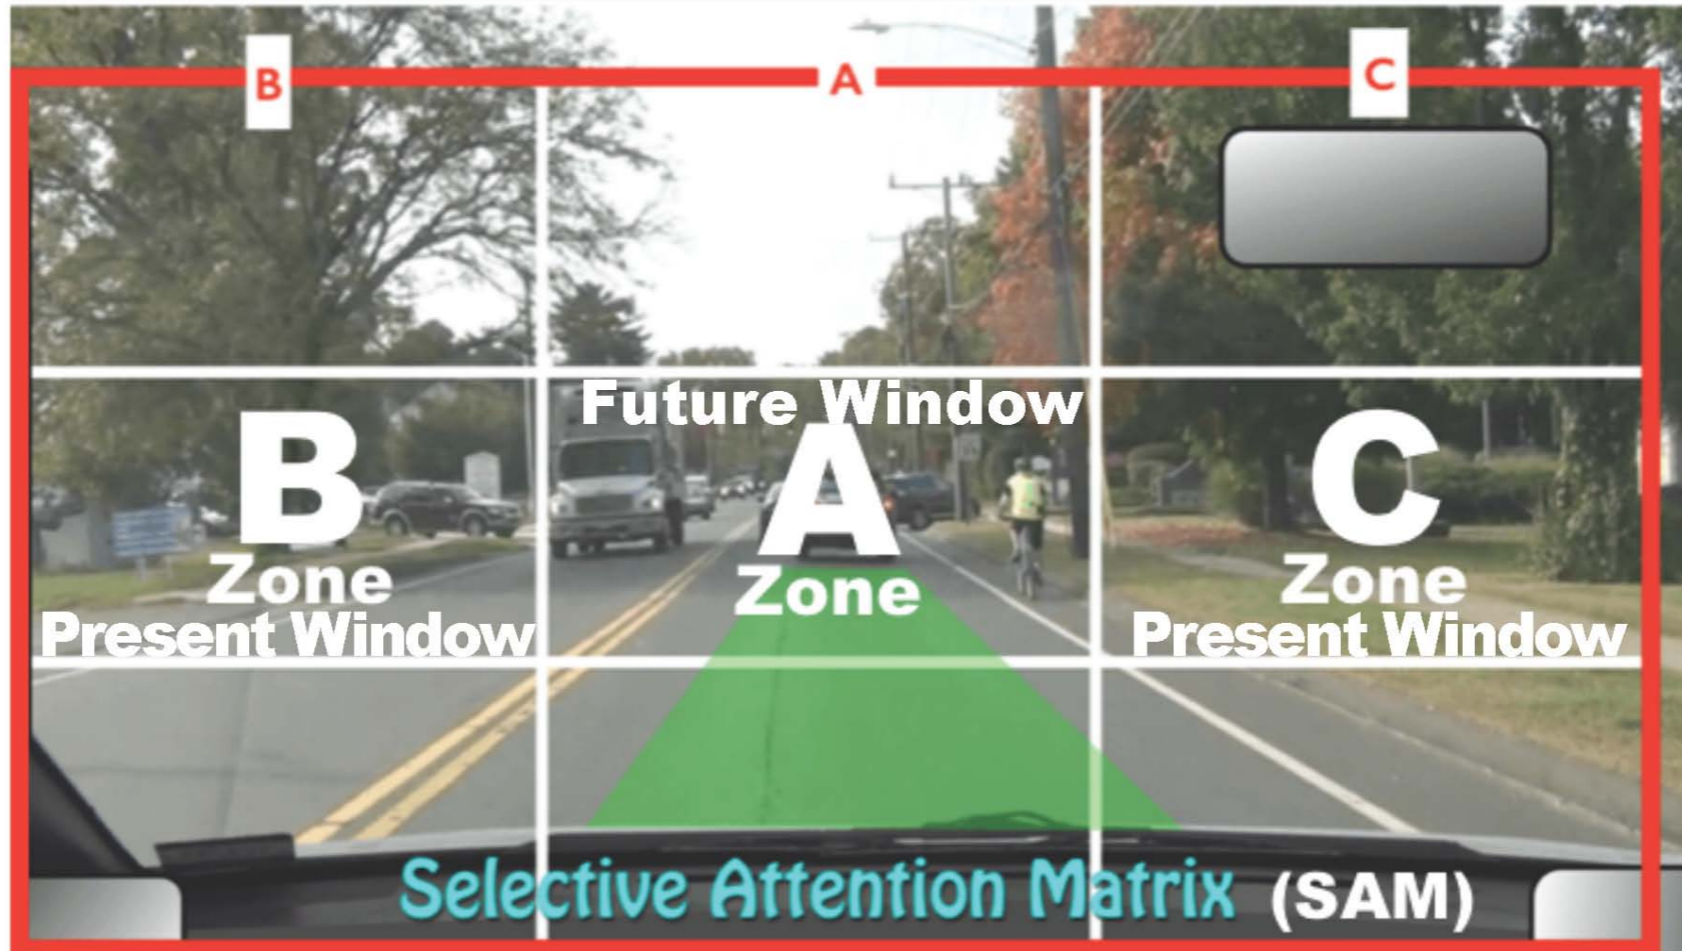 B
A
C
Future Window
B
A
C
Zone
Zone
Zone
Present Window
Present Window
Selective Attention Matrix (SAM)